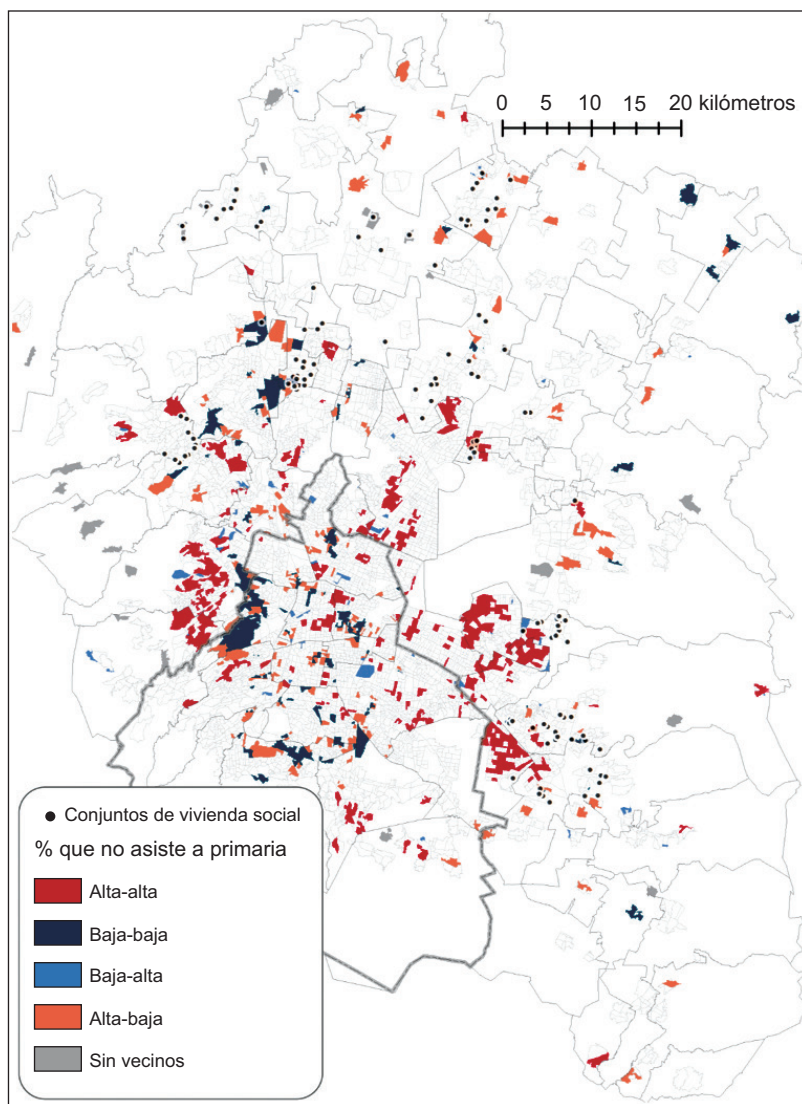 0 5 10 15 20 kilómetros
Conjuntos de vivienda social
% que no asiste a primaria
Alta-alta
Baja-baja
Baja-alta
Alta-baja
Sin vecinos